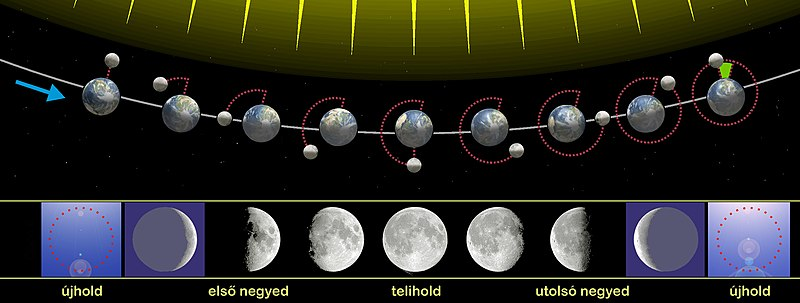 újhold
első negyed
telihold
utolsó negyed
újhold